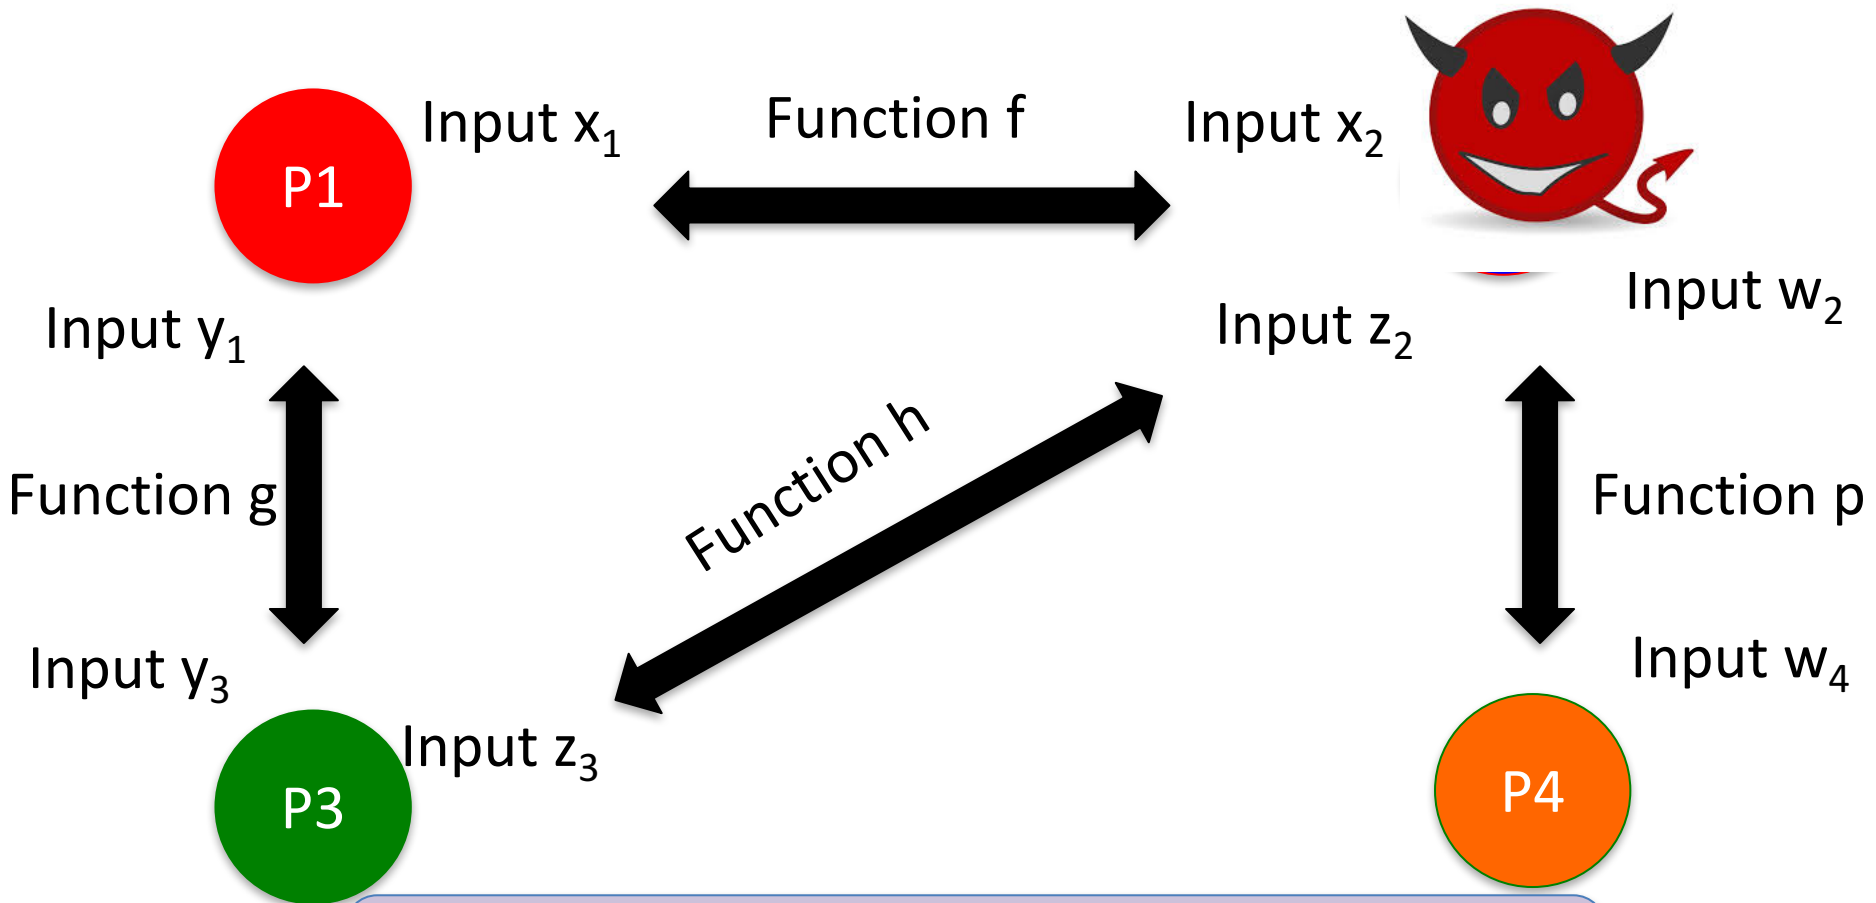 Input x₁
Function f
Input x₂
P1
Input w₂
Input y₁
Input z₂
Function h
Function g
Function p
Input y₃
Input w₄
Input z₃
P3
P4